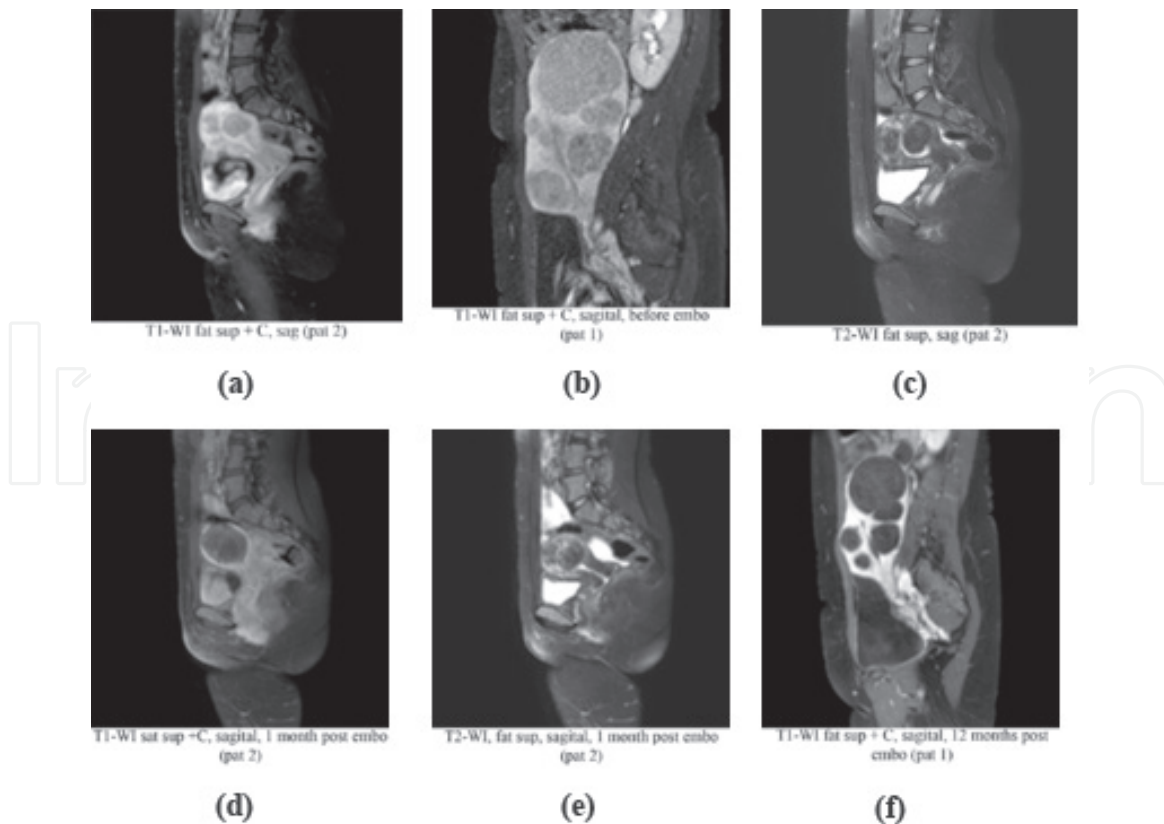 T1-WI fat sup + C, sag (pat 2)
(a)
T1-WI fat sup + C, sagital, before embo
(pat 1)
(b)
T2-WI fat sup, sag (pat 2)
(c)
T1-WI sat sup +C, sagital, 1 month post embo
(pat 2)
(d)
T2-WI, fat sup, sagital, 1 month post embo
(pat 2)
(e)
T1-WI fat sup + C, sagital, 12 months post
embo (pat 1)
(f)